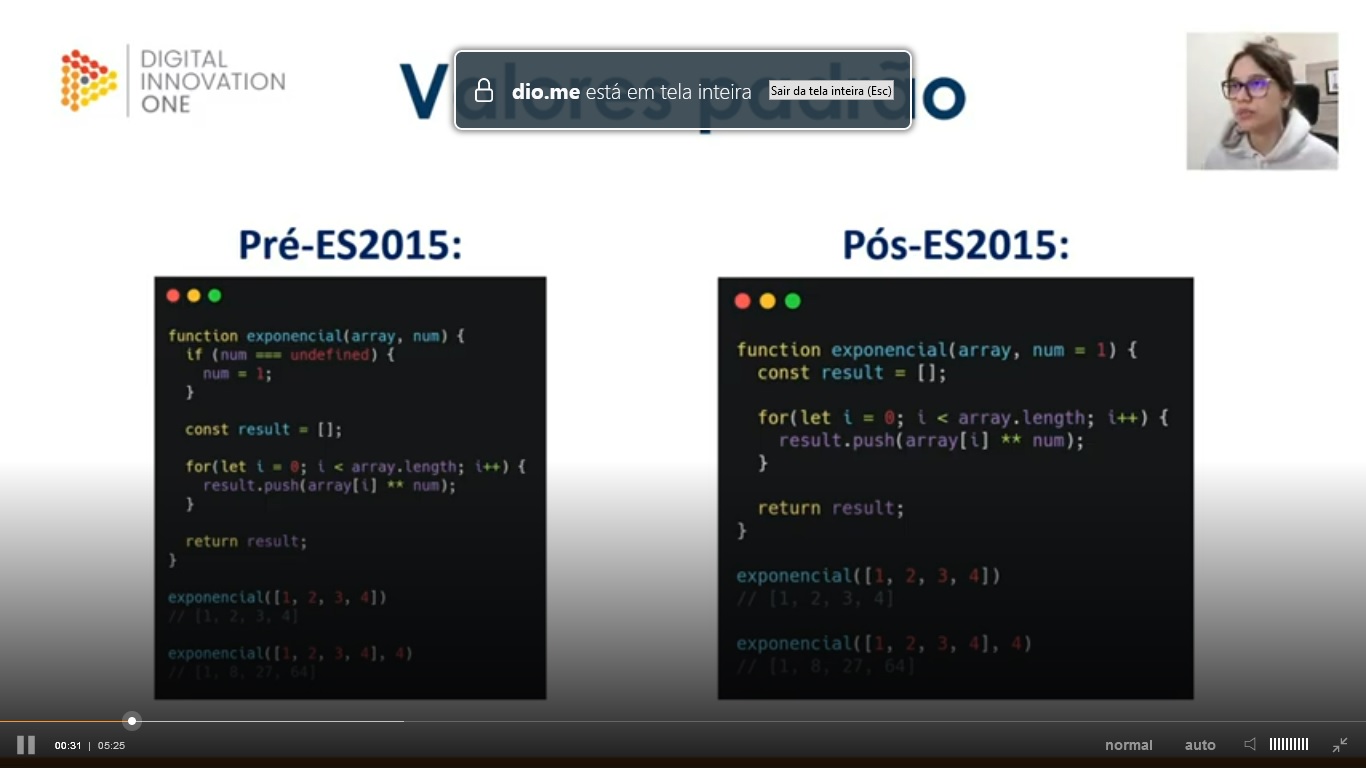 DIGITAL
INNOVATION
ONE
Valores padrão
dio.me está em tela inteira
Sair da tela inteira (Esc)
Pré-ES2015:
function exponencial(array, num) {
if (num === undefined) {
num = 1;
}
const result = [];
for(let i = 0; i < array.length; i++) {
result.push(array[i] ** num);
}
return result;
}
exponencial([1, 2, 3, 4])
// [1, 2, 3, 4]
exponencial([1, 2, 3, 4], 4)
// [1, 8, 27, 64]
Pós-ES2015:
function exponencial(array, num = 1) {
const result = [];
for(let i = 0; i < array.length; i++) {
result.push(array[i] ** num);
}
return result;
}
exponencial([1, 2, 3, 4])
// [1, 2, 3, 4]
exponencial([1, 2, 3, 4], 4)
// [1, 8, 27, 64]
00:31 | 05:25
normal
auto